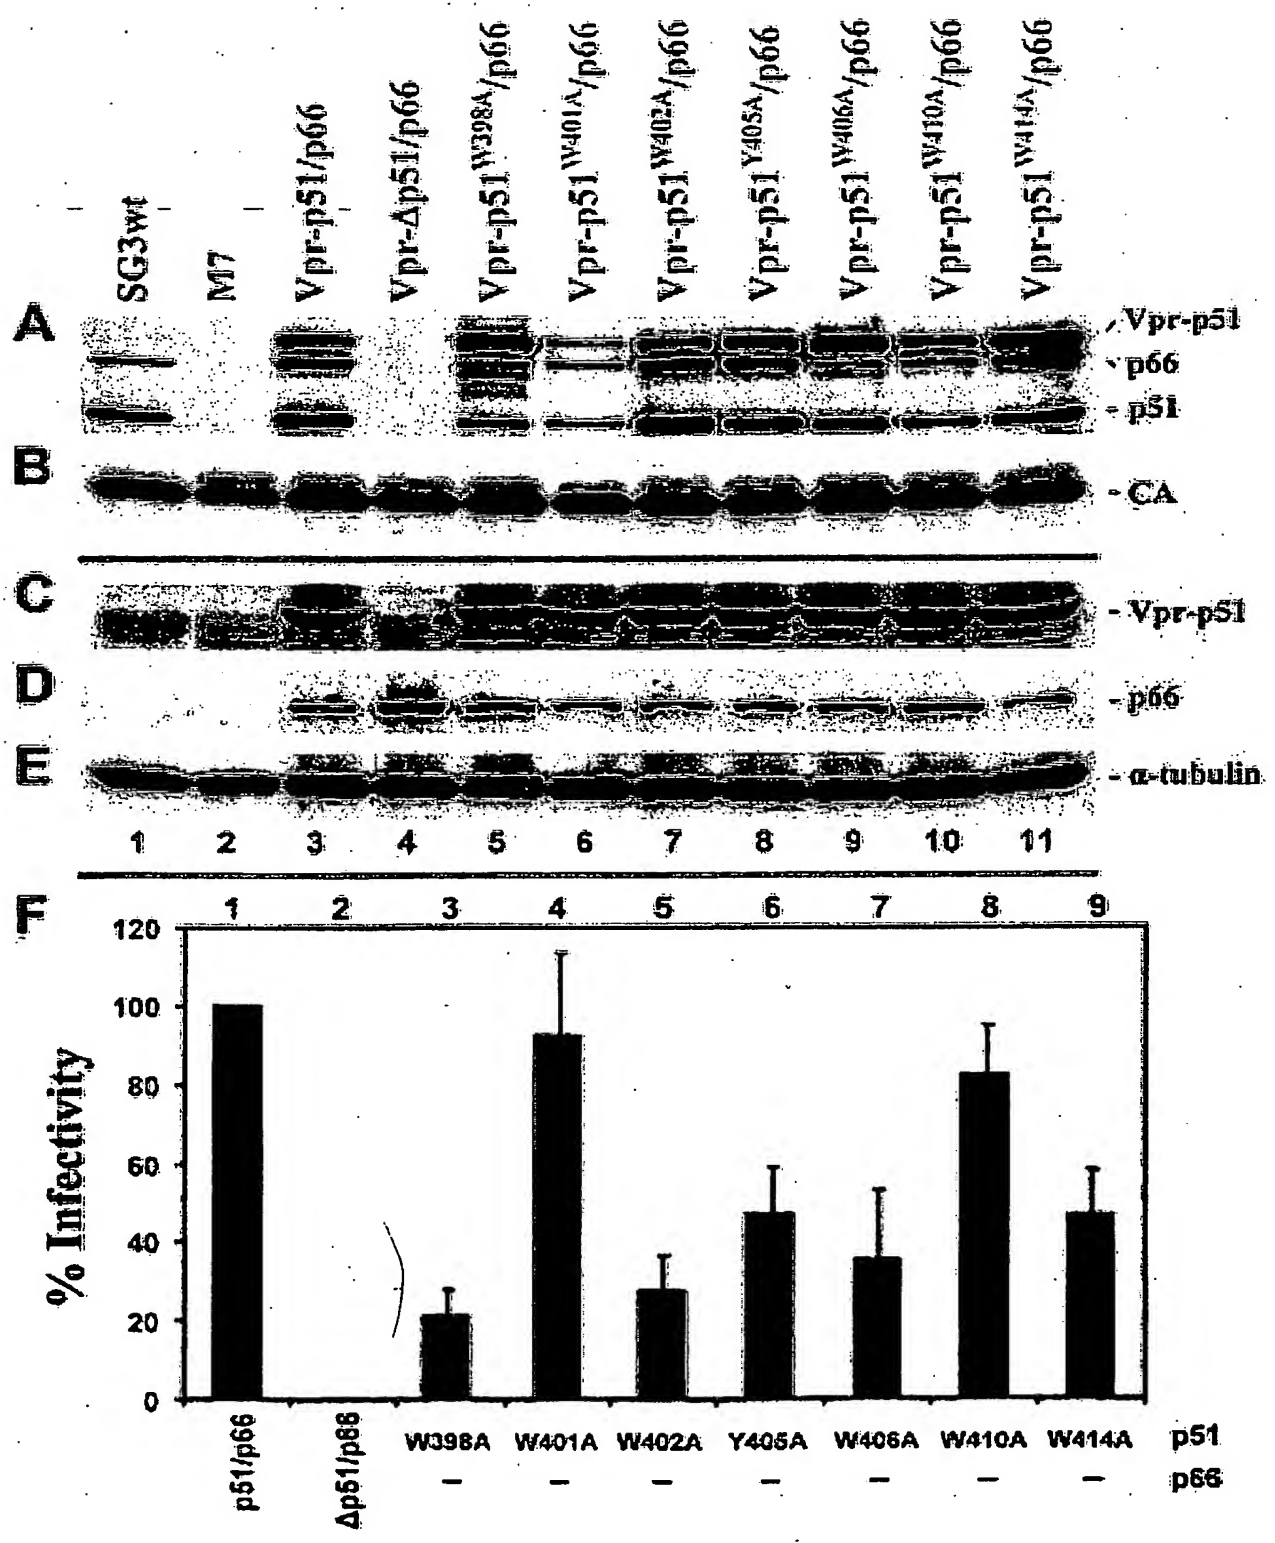 SG3wt
M7
Vpr-p51/p66
Vpr-Δp51/p66
Vpr-p51W398A/p66
Vpr-p51W401A/p66
Vpr-p51W402A/p66
Vpr-p51Y405A/p66
Vpr-p51W406A/p66
Vpr-p51W410A/p66
Vpr-p51W414A/p66
A
Vpr-p51
p66
- p51
B
- CA
C
- Vpr-p51
D
- p66
E
- α-tubulin
1 2 3 4 5 6 7 8 9 10 11
F
1 2 3 4 5 6 7 8 9
120
100
80
60
40
20
0
% Infectivity
p51/p66
Δp51/p66
W398A W401A W402A Y405A W406A W410A W414A p51
– – – – – – – p66